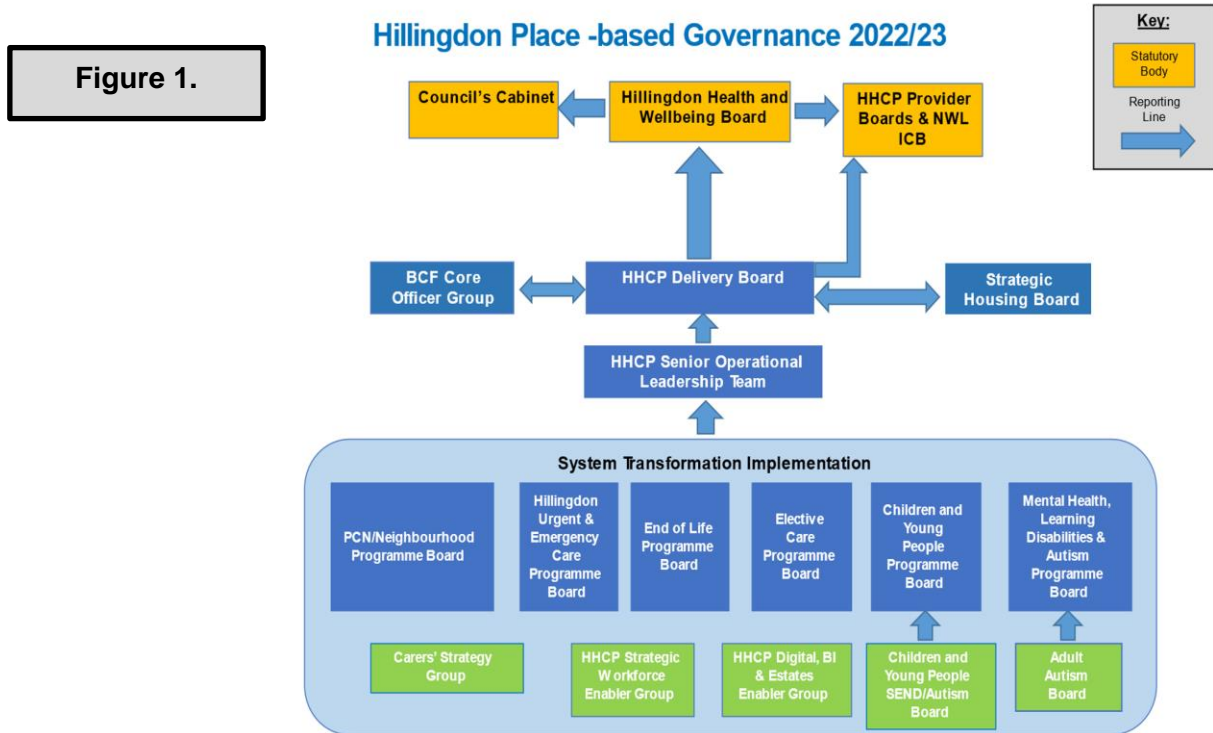 Figure 1.
Hillingdon Place -based Governance 2022/23
Key:
Statutory
Body
Reporting
Line
Council's Cabinet
Hillingdon Health and
Wellbeing Board
HHCP Provider
Boards & NWL
ICB
BCF Core
Officer Group
HHCP Delivery Board
Strategic
Housing Board
HHCP Senior Operational
Leadership Team
System Transformation Implementation
PCN/Neighbourhood
Programme Board
Hillingdon
Urgent &
Emergency
Care
Programme
Board
End of Life
Programme
Board
Elective
Care
Programme
Board
Children and
Young
People
Programme
Board
Mental Health,
Learning
Disabilities &
Autism
Programme
Board
Carers' Strategy
Group
HHCP Strategic
Workforce
Enabler Group
HHCP Digital, BI
& Estates
Enabler Group
Children and
Young People
SEND/Autism
Board
Adult
Autism
Board